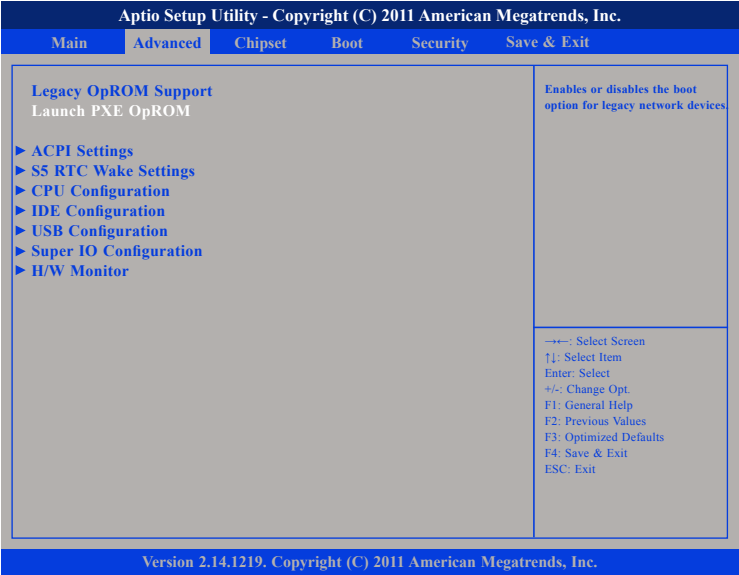 Aptio Setup Utility - Copyright (C) 2011 American Megatrends, Inc.
Main Advanced Chipset Boot Security Save & Exit
Legacy OpROM Support
Launch PXE OpROM
► ACPI Settings
► S5 RTC Wake Settings
► CPU Configuration
► IDE Configuration
► USB Configuration
► Super IO Configuration
► H/W Monitor
Enables or disables the boot
option for legacy network devices.
→←: Select Screen
↑↓: Select Item
Enter: Select
+/-: Change Opt.
F1: General Help
F2: Previous Values
F3: Optimized Defaults
F4: Save & Exit
ESC: Exit
Version 2.14.1219. Copyright (C) 2011 American Megatrends, Inc.